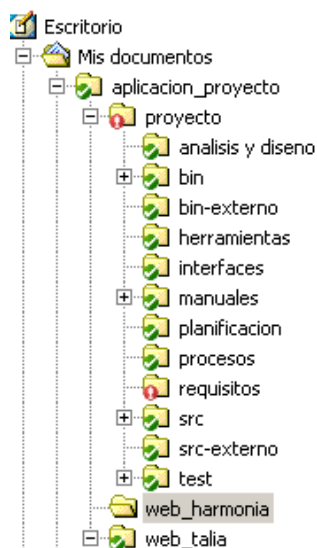 Escritorio
Mis documentos
aplicacion_proyecto
proyecto
analisis y diseno
bin
bin-externo
herramientas
interfaces
manuales
planificacion
procesos
requisitos
src
src-externo
test
web_harmonia
web_talia